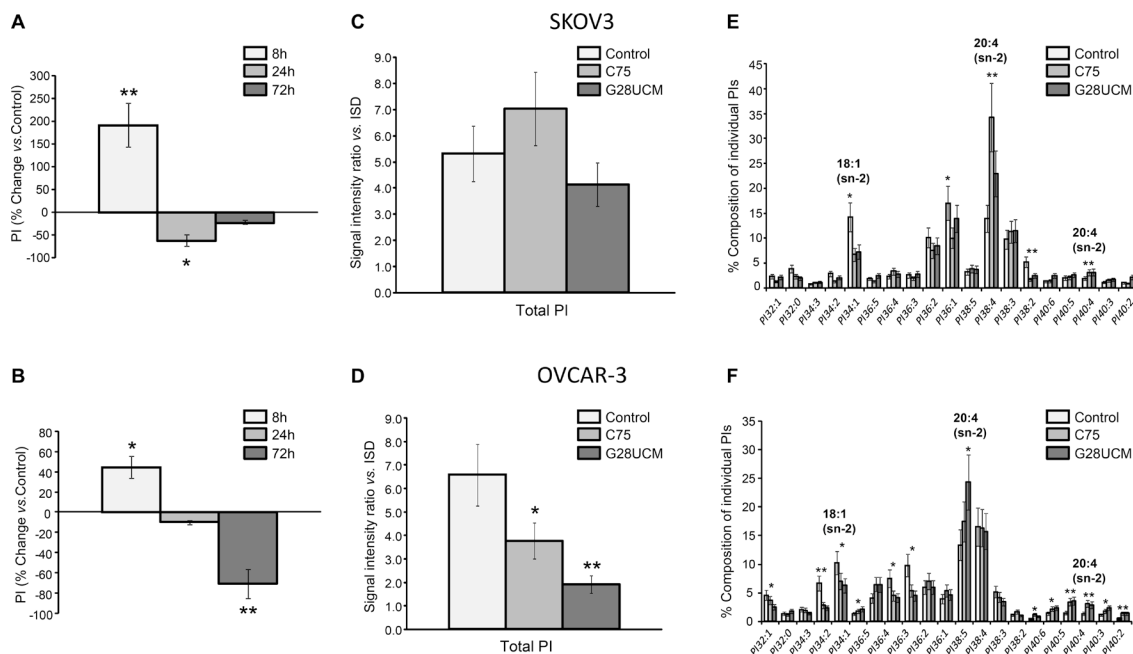 SKOV3
A
8h
24h
72h
PI (% Change vs.Control)
300
250
200
150
100
50
0
-50
-100
**
*
C
Control
C75
G28UCM
Signal intensity ratio vs. ISD
9.0
8.0
7.0
6.0
5.0
4.0
3.0
2.0
1.0
0.0
Total PI
E
20:4
(sn-2)
**
Control
C75
G28UCM
% Composition of individual PIs
45
40
35
30
25
20
15
10
5
0
18:1
(sn-2)
*
*
**
20:4
(sn-2)
**
PI32:1 PI32:0 PI34:3 PI34:2 PI34:1 PI36:5 PI36:4 PI36:3 PI36:2 PI36:1 PI38:5 PI38:4 PI38:3 PI38:2 PI40:6 PI40:5 PI40:4 PI40:3 PI40:2
OVCAR-3
B
8h
24h
72h
PI (% Change vs.Control)
80
60
40
20
0
-20
-40
-60
-80
-100
*
**
D
Control
C75
G28UCM
Signal intensity ratio vs. ISD
9.0
8.0
7.0
6.0
5.0
4.0
3.0
2.0
1.0
0.0
*
**
Total PI
F
20:4
(sn-2)
*
Control
C75
G28UCM
% Composition of individual PIs
35
30
25
20
15
10
5
0
18:1
(sn-2)
*
**
*
*
*
*
20:4
(sn-2)
*
*
**
**
*
**
PI32:1 PI32:0 PI34:3 PI34:2 PI34:1 PI36:5 PI36:4 PI36:3 PI36:2 PI36:1 PI38:5 PI38:4 PI38:3 PI38:2 PI40:6 PI40:5 PI40:4 PI40:3 PI40:2